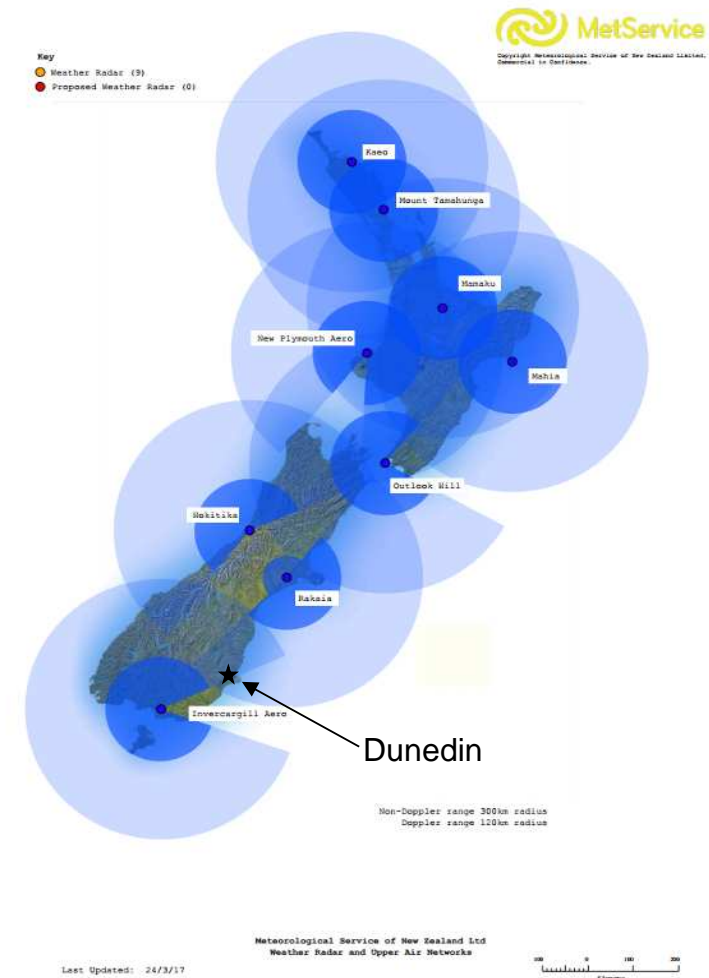 MetService
Copyright Meteorological Service of New Zealand Limited.
Commercial in Confidence.
Key
Weather Radar (9)
Proposed Weather Radar (0)
Kaeo
Mount Tamahunga
Mamaku
New Plymouth Aero
Mahia
Outlook Hill
Hokitika
Rakaia
Invercargill Aero
Dunedin
Non-Doppler range 300km radius
Doppler range 120km radius
Meteorological Service of New Zealand Ltd
Weather Radar and Upper Air Networks
Last Updated: 24/3/17
100 0 100 200